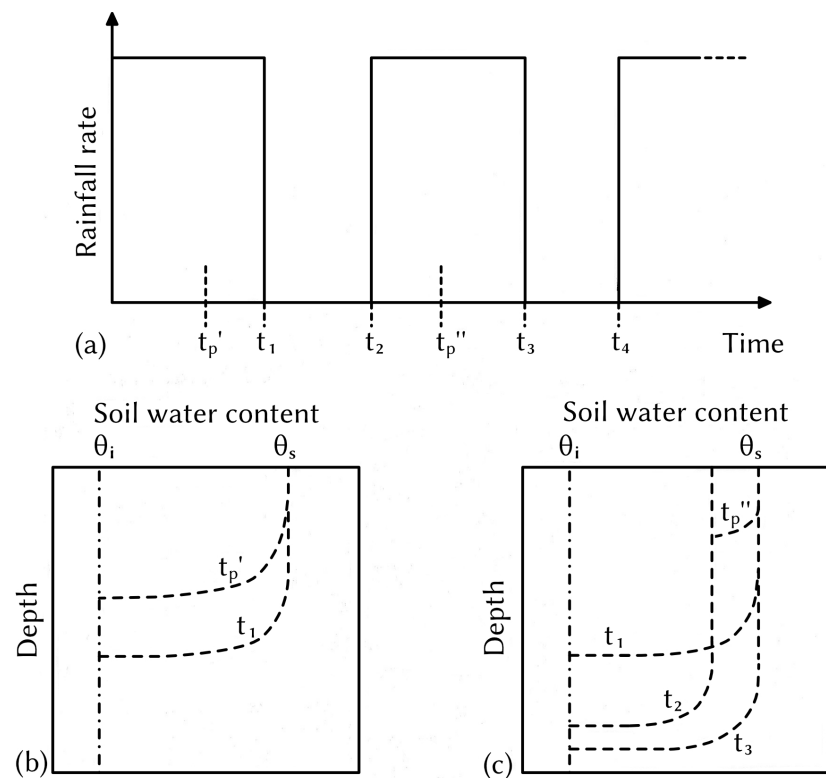 Rainfall rate
(a)
tₚ' t₁ t₂ tₚ'' t₃ t₄ Time
Soil water content
θᵢ θₛ
Depth
tₚ'
t₁
(b)
Soil water content
θᵢ θₛ
Depth
tₚ''
t₁
t₂
t₃
(c)